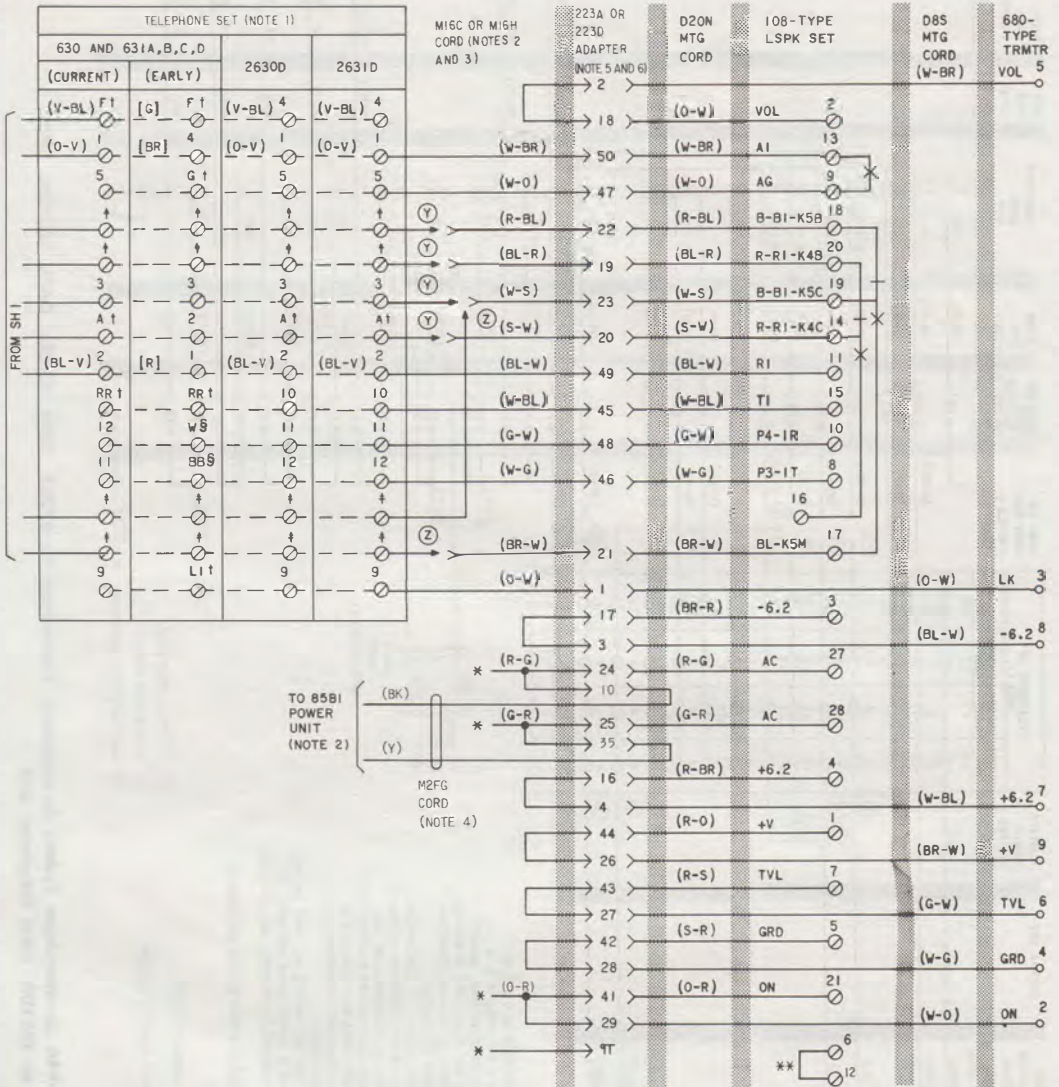 TELEPHONE SET (NOTE 1)
630 AND 631A,B,C,D
(CURRENT) (EARLY) 2630D 2631D
M16C OR M16H
CORD (NOTES 2
AND 3)
223A OR
223D
ADAPTER
(NOTE 5 AND 6)
D20N
MTG
CORD
108-TYPE
LSPK SET
D8S
MTG
CORD
680-
TYPE
TRMTR
FROM SH1
2 (W-BR) VOL 5
(V-BL) F† [G] F† (V-BL) 4 (V-BL) 4 18 (O-W) VOL 2
(O-V) 1 [BR] 4 (O-V) 1 (O-V) 1 (W-BR) 50 (W-BR) A1 13
5 G† 5 5 (W-O) 47 (W-O) AG 9
‡ ‡ ‡ ‡ Y (R-BL) 22 (R-BL) B-B1-K5B 18
‡ ‡ ‡ ‡ Y (BL-R) 19 (BL-R) R-R1-K4B 20
3 3 3 3 Y (W-S) 23 (W-S) B-B1-K5C 19
A† 2 A† A† Y Z (S-W) 20 (S-W) R-R1-K4C 14
(BL-V) 2 [R] 1 (BL-V) 2 (BL-V) 2 (BL-W) 49 (BL-W) R1 11
RR† RR† 10 10 (W-BL) 45 (W-BL) T1 15
12 W§ 11 11 (G-W) 48 (G-W) P4-1R 10
11 BB§ 12 12 (W-G) 46 (W-G) P3-1T 8
‡ ‡ ‡ ‡ 16
‡ ‡ ‡ ‡ Z (BR-W) 21 (BR-W) BL-K5M 17
9 L1† 9 9 (O-W) 1 (O-W) LK 3
17 (BR-R) -6.2 3
3 (BL-W) -6.2 8
* (R-G) 24 (R-G) AC 27
10
TO 85B1
POWER
UNIT
(NOTE 2)
(BK)
(Y)
M2FG
CORD
(NOTE 4)
* (G-R) 25 (G-R) AC 28
35
16 (R-BR) +6.2 4
4 (W-BL) +6.2 7
44 (R-O) +V 1
26 (BR-W) +V 9
43 (R-S) TVL 7
27 (G-W) TVL 6
42 (S-R) GRD 5
28 (W-G) GRD 4
* (O-R) 41 (O-R) ON 21
29 (W-O) ON 2
* 9T
** 6
12